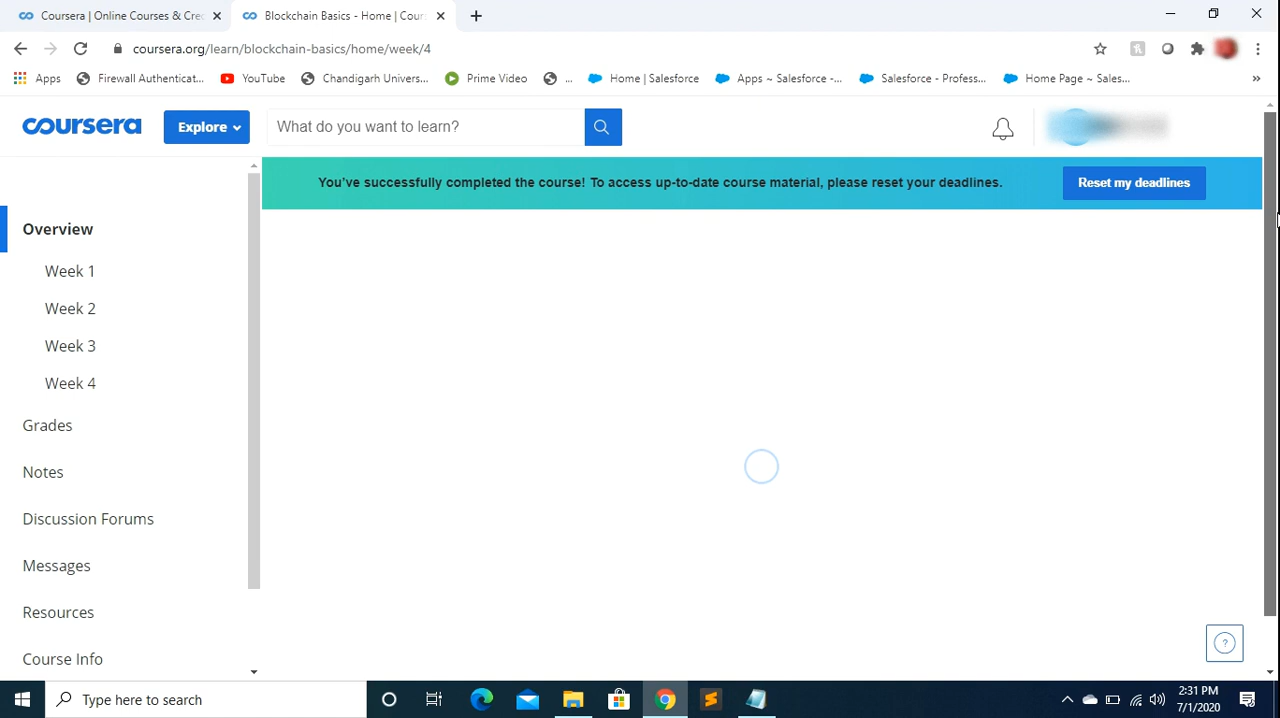 Coursera | Online Courses & Cred
Blockchain Basics - Home | Cour
coursera.org/learn/blockchain-basics/home/week/4
Apps
Firewall Authenticat...
YouTube
Chandigarh Univers...
Prime Video
...
Home | Salesforce
Apps ~ Salesforce -...
Salesforce - Profess...
Home Page ~ Sales...
»
coursera
Explore
What do you want to learn?
You've successfully completed the course! To access up-to-date course material, please reset your deadlines.
Reset my deadlines
Overview
Week 1
Week 2
Week 3
Week 4
Grades
Notes
Discussion Forums
Messages
Resources
Course Info
?
Type here to search
2:31 PM
7/1/2020